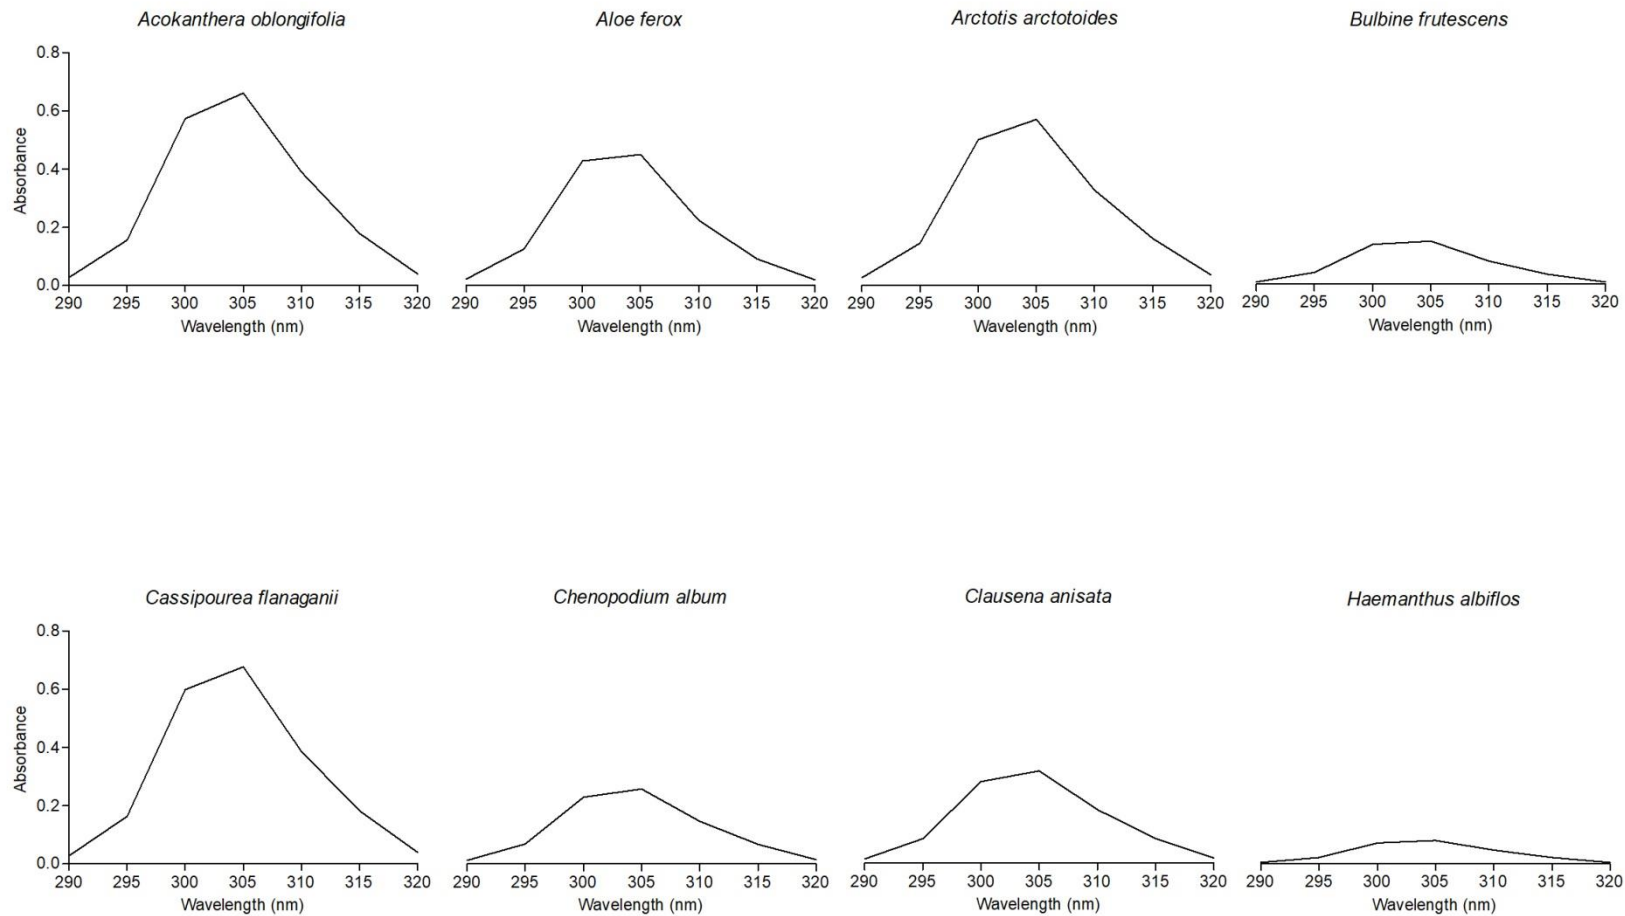 Acokanthera oblongifolia
Aloe ferox
Arctotis arctotoides
Bulbine frutescens
0.8
0.6
0.4
0.2
0.0
Absorbance
290 295 300 305 310 315 320
Wavelength (nm)
290 295 300 305 310 315 320
Wavelength (nm)
290 295 300 305 310 315 320
Wavelength (nm)
290 295 300 305 310 315 320
Wavelength (nm)
Cassipourea flanaganii
Chenopodium album
Clausena anisata
Haemanthus albiflos
0.8
0.6
0.4
0.2
0.0
Absorbance
290 295 300 305 310 315 320
Wavelength (nm)
290 295 300 305 310 315 320
Wavelength (nm)
290 295 300 305 310 315 320
Wavelength (nm)
290 295 300 305 310 315 320
Wavelength (nm)